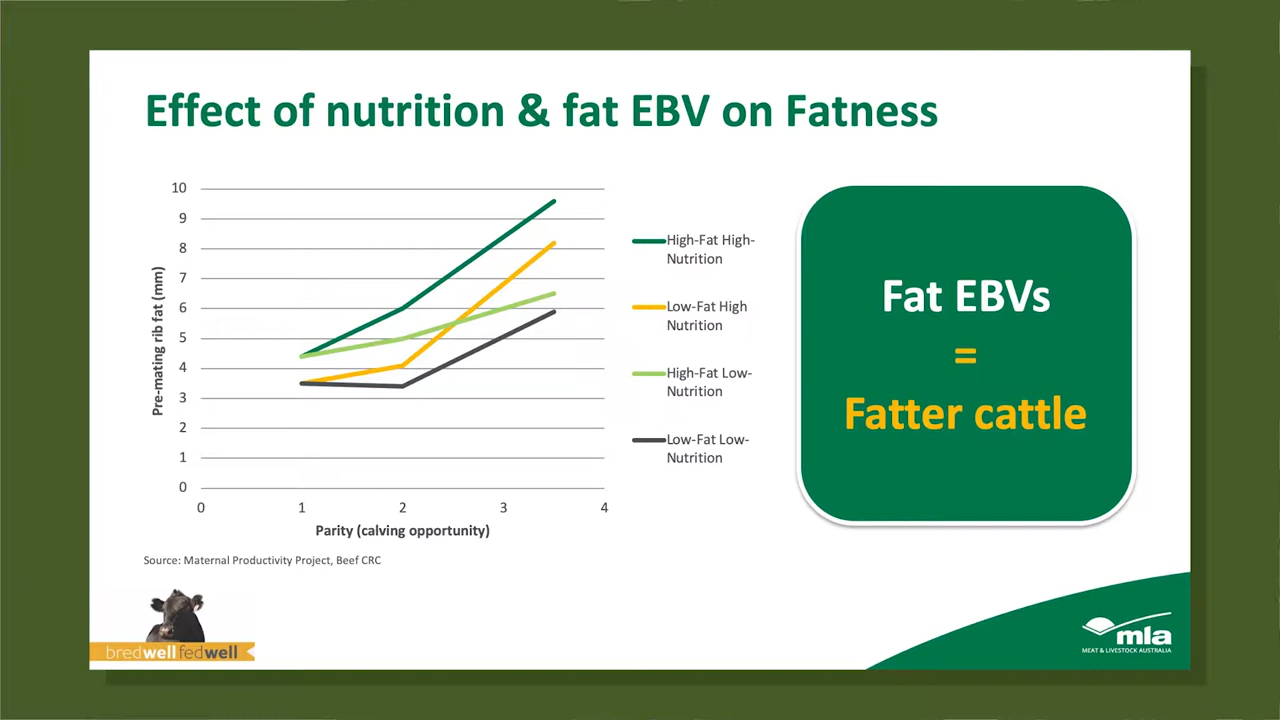 Effect of nutrition & fat EBV on Fatness
10
9
8
7
6
5
4
3
2
1
0
Pre-mating rib fat (mm)
0 1 2 3 4
Parity (calving opportunity)
High-Fat High-
Nutrition
Low-Fat High
Nutrition
High-Fat Low-
Nutrition
Low-Fat Low-
Nutrition
Fat EBVs
=
Fatter cattle
Source: Maternal Productivity Project, Beef CRC
bredwellfedwell
mla
MEAT & LIVESTOCK AUSTRALIA